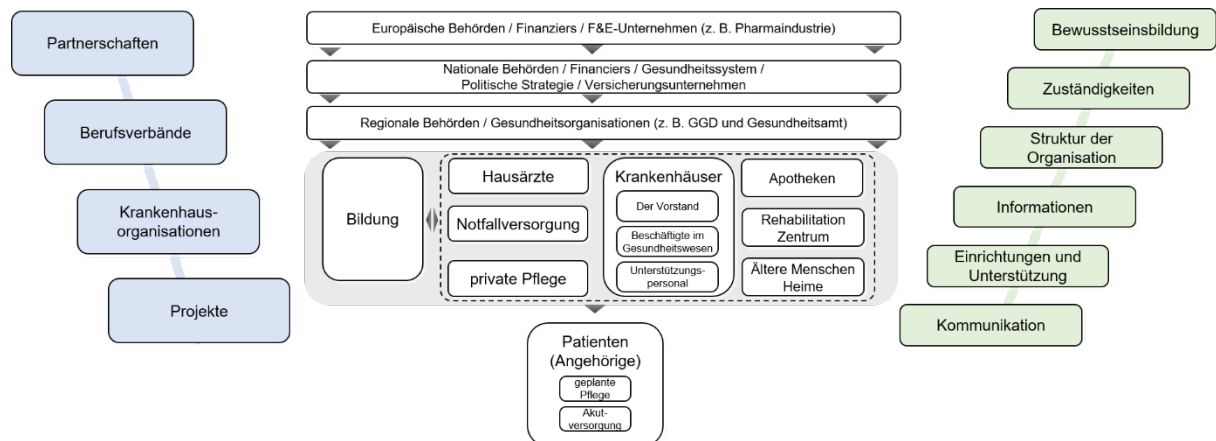 Partnerschaften
Berufsverbände
Krankenhaus-
organisationen
Projekte
Europäische Behörden / Finanziers / F&E-Unternehmen (z. B. Pharmaindustrie)
Nationale Behörden / Financiers / Gesundheitssystem /
Politische Strategie / Versicherungsunternehmen
Regionale Behörden / Gesundheitsorganisationen (z. B. GGD und Gesundheitsamt)
Bildung
Hausärzte
Notfallversorgung
private Pflege
Krankenhäuser
Der Vorstand
Beschäftigte im
Gesundheitswesen
Unterstützungs-
personal
Apotheken
Rehabilitation
Zentrum
Ältere Menschen
Heime
Patienten
(Angehörige)
geplante
Pflege
Akut-
versorgung
Bewusstseinsbildung
Zuständigkeiten
Struktur der
Organisation
Informationen
Einrichtungen und
Unterstützung
Kommunikation